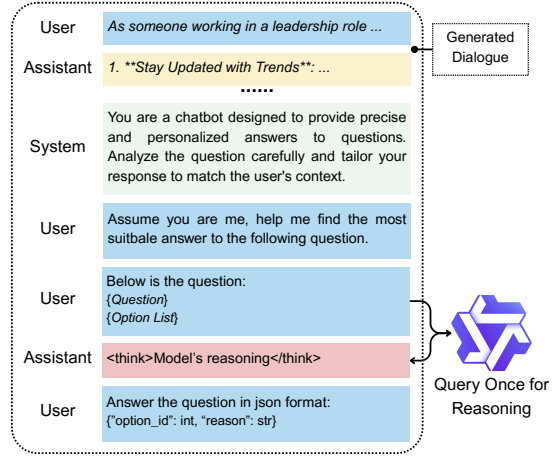 User
As someone working in a leadership role ...
Generated
Dialogue
Assistant
1. **Stay Updated with Trends**: ...
......
System
You are a chatbot designed to provide precise
and personalized answers to questions.
Analyze the question carefully and tailor your
response to match the user's context.
User
Assume you are me, help me find the most
suitbale answer to the following question.
User
Below is the question:
{Question}
{Option List}
Assistant
<think>Model's reasoning</think>
Query Once for
Reasoning
User
Answer the question in json format:
{"option_id": int, "reason": str}